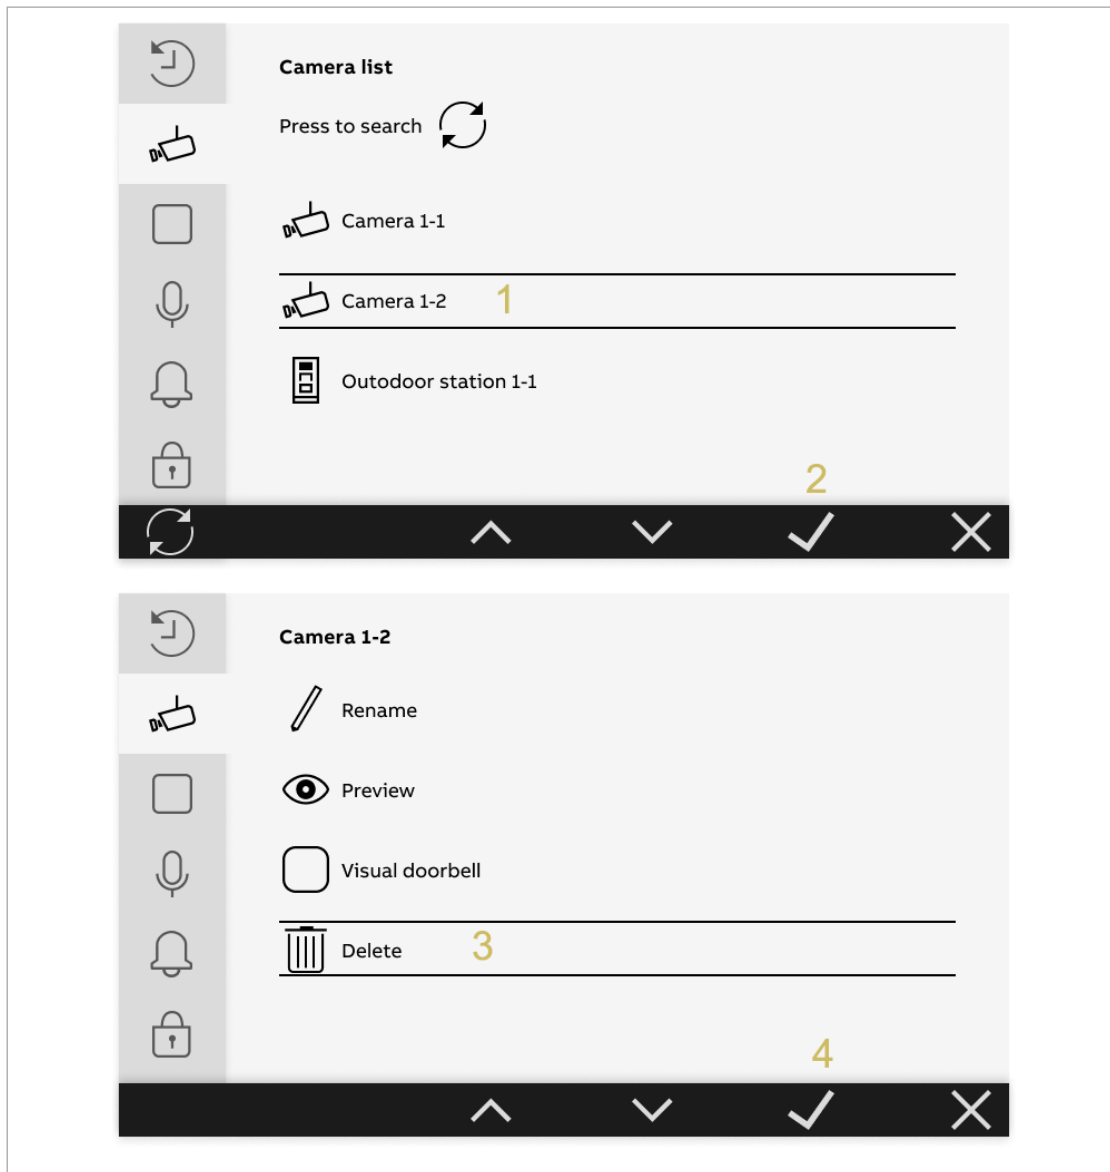 Camera list
Press to search
Camera 1-1
Camera 1-2 1
Outodoor station 1-1
2
Camera 1-2
Rename
Preview
Visual doorbell
Delete 3
4